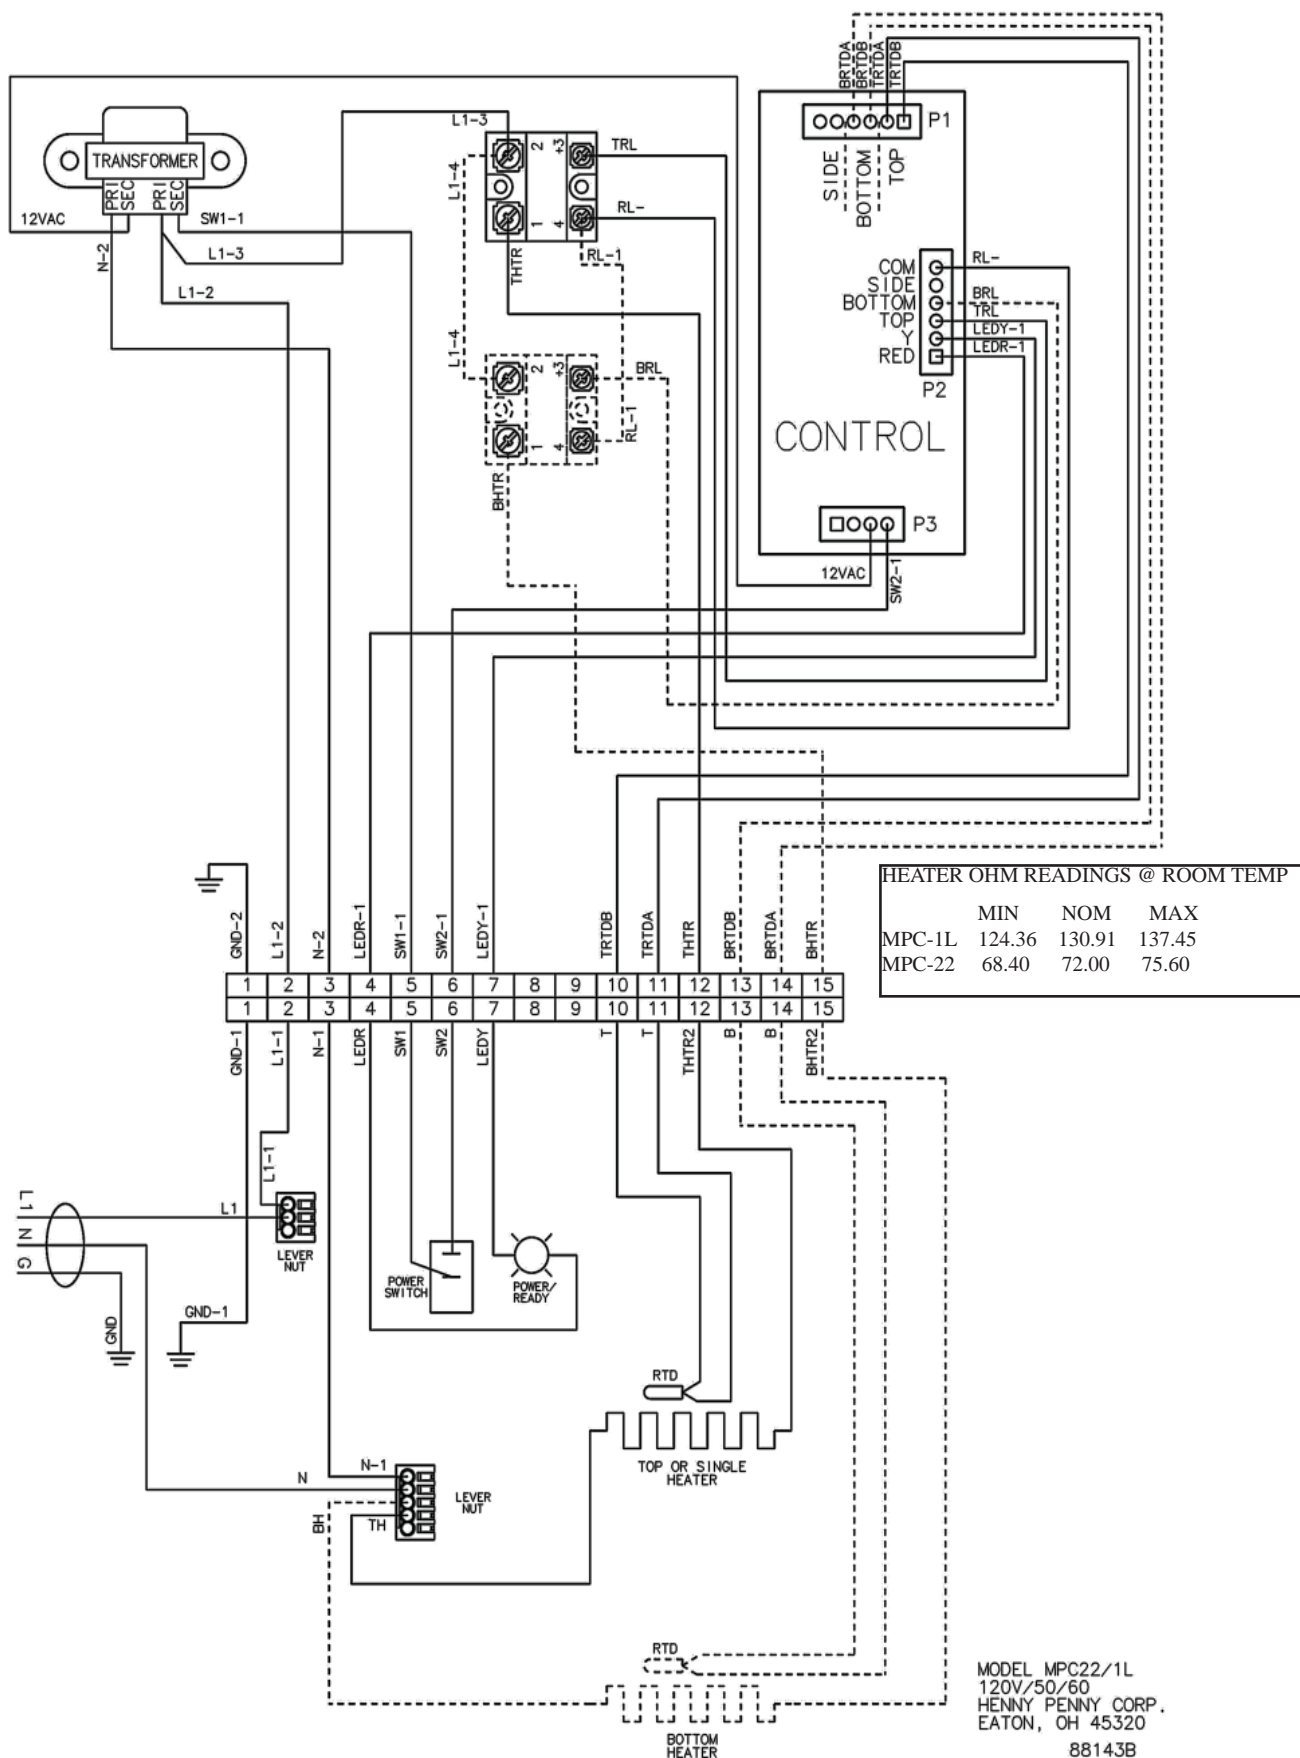 BRTDA
BRTDB
TRTDA
TRTDB
P1
SIDE
BOTTOM
TOP
TRANSFORMER
PRI
SEC
PRI
SEC
12VAC
SW1-1
N-2
L1-3
L1-2
L1-3
L1-4
2
+3
1
4
TRL
RL-
RL-1
THTR
L1-4
2
+3
1
4
BRL
RL-1
BHTR
COM
SIDE
BOTTOM
TOP
Y
RED
RL-
BRL
TRL
LEDY-1
LEDR-1
P2
CONTROL
P3
12VAC
SW2-1
HEATER OHM READINGS @ ROOM TEMP
MIN NOM MAX
MPC-1L 124.36 130.91 137.45
MPC-22 68.40 72.00 75.60
GND-2 L1-2 N-2 LEDR-1 SW1-1 SW2-1 LEDY-1 TRTDB TRTDA THTR BRTDB BRTDA BHTR
1 2 3 4 5 6 7 8 9 10 11 12 13 14 15
1 2 3 4 5 6 7 8 9 10 11 12 13 14 15
GND-1 L1-1 N-1 LEDR SW1 SW2 LEDY T T THTR2 B B BHTR2
L1-1
L1
N
G
L1
LEVER
NUT
GND
GND-1
POWER
SWITCH
POWER/
READY
RTD
TOP OR SINGLE
HEATER
N-1
N
BH
TH
LEVER
NUT
RTD
BOTTOM
HEATER
MODEL MPC22/1L
120V/50/60
HENNY PENNY CORP.
EATON, OH 45320
88143B